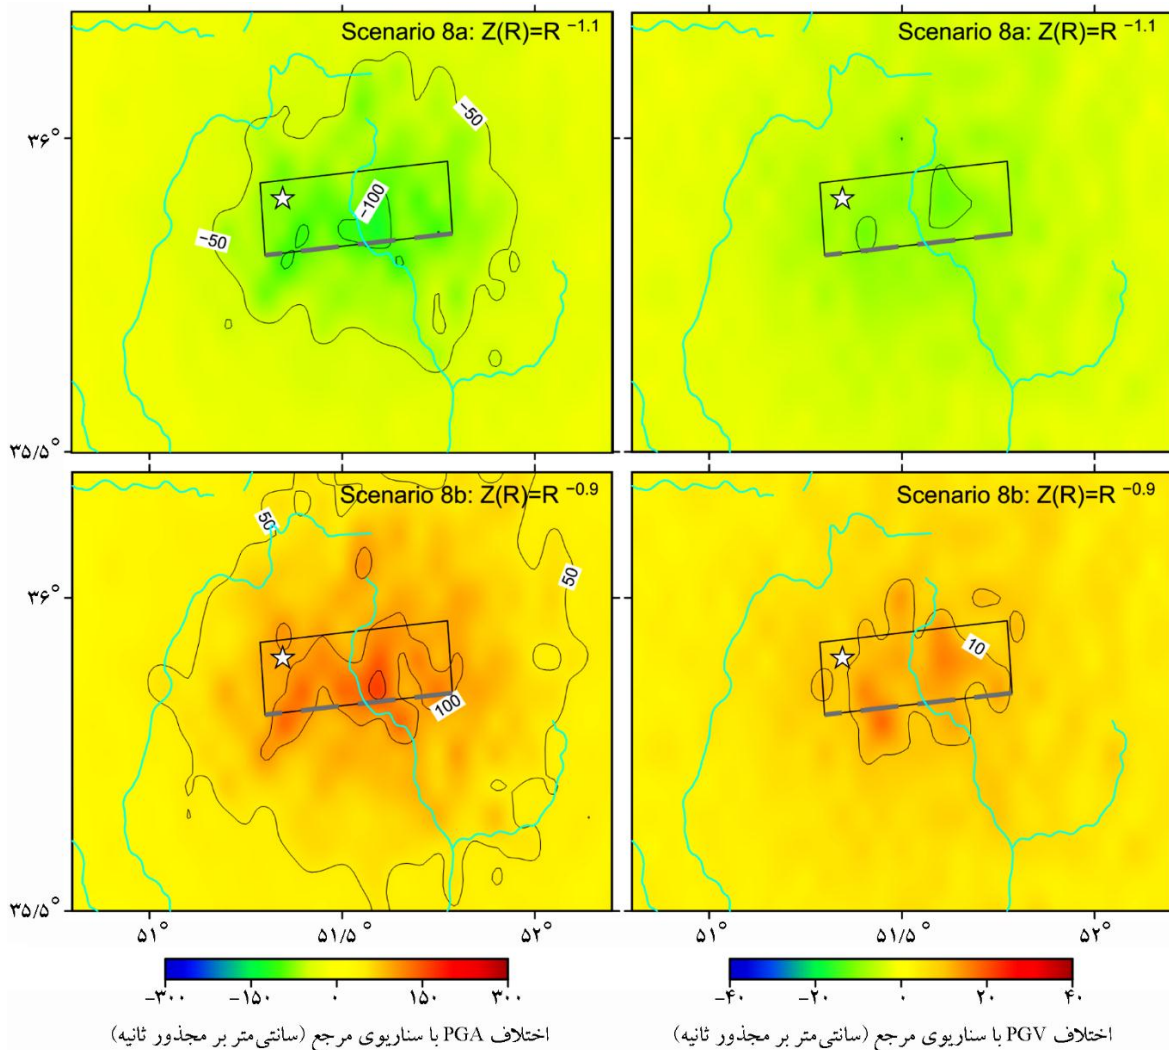 Scenario 8a: Z(R)=R −1.1
−50
−50
−100
۳۶°
۳۵/۵°
Scenario 8a: Z(R)=R −1.1
Scenario 8b: Z(R)=R −0.9
50
50
100
۳۶°
۳۵/۵°
۵۱° ۵۱/۵° ۵۲°
Scenario 8b: Z(R)=R −0.9
10
۵۱° ۵۱/۵° ۵۲°
−۳۰۰ −۱۵۰ ۰ ۱۵۰ ۳۰۰
اختلاف PGA با سناریوی مرجع (سانتی‌متر بر مجذور ثانیه)
−۴۰ −۲۰ ۰ ۲۰ ۴۰
اختلاف PGV با سناریوی مرجع (سانتی‌متر بر مجذور ثانیه)